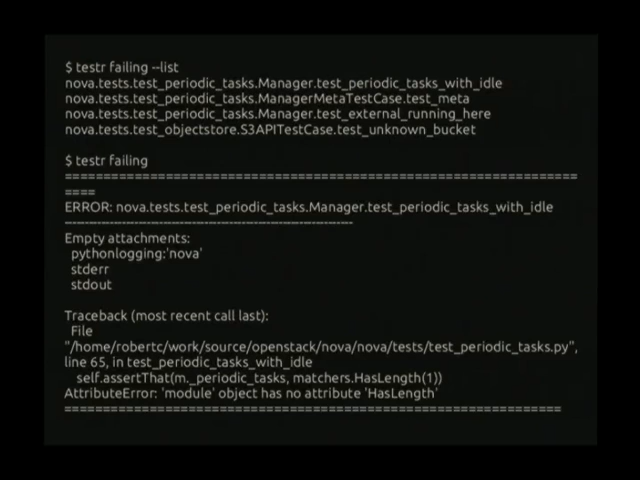 $ testr failing --list
nova.tests.test_periodic_tasks.Manager.test_periodic_tasks_with_idle
nova.tests.test_periodic_tasks.ManagerMetaTestCase.test_meta
nova.tests.test_periodic_tasks.Manager.test_external_running_here
nova.tests.test_objectstore.S3APITestCase.test_unknown_bucket
$ testr failing
==================================================================
====
ERROR: nova.tests.test_periodic_tasks.Manager.test_periodic_tasks_with_idle
----------------------------------------------------------------------
Empty attachments:
pythonlogging:'nova'
stderr
stdout
Traceback (most recent call last):
File
"/home/robertc/work/source/openstack/nova/nova/tests/test_periodic_tasks.py",
line 65, in test_periodic_tasks_with_idle
self.assertThat(m._periodic_tasks, matchers.HasLength(1))
AttributeError: 'module' object has no attribute 'HasLength'
================================================================